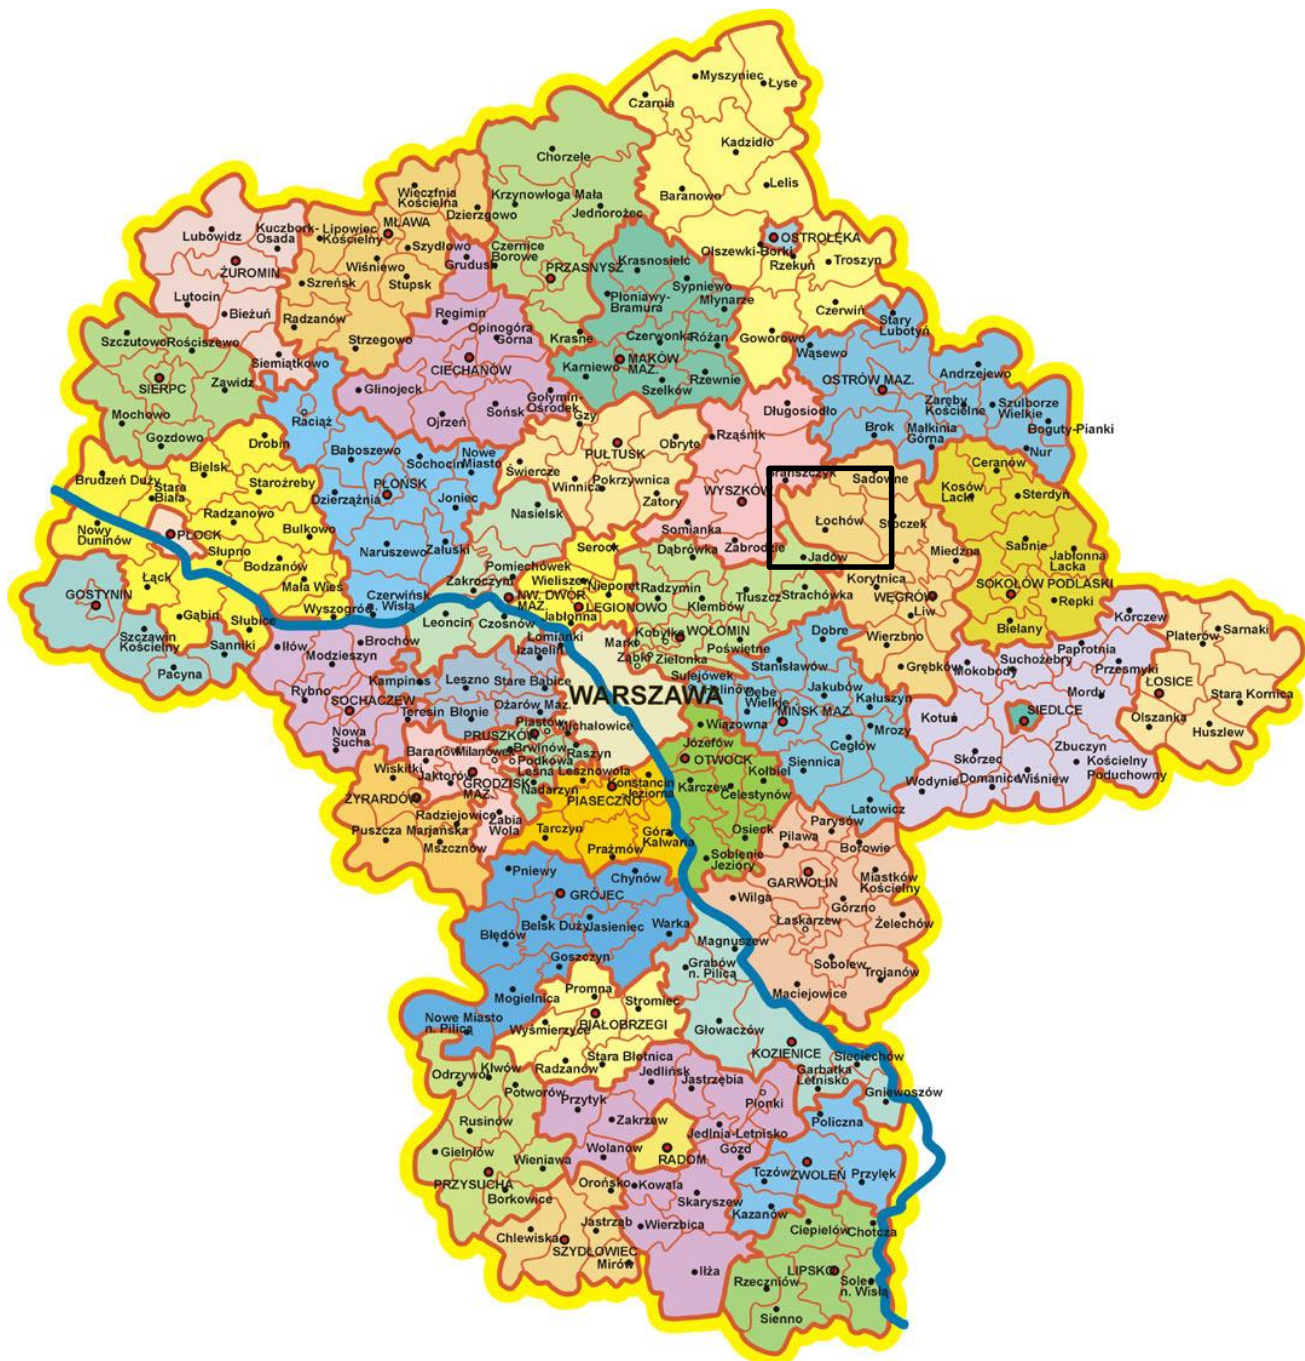 Myszyniec
Łyse
Czarnia
Kadzidło
Chorzele
Lelis
Baranowo
Więczfnia
Kościelna
Krzynowłoga Mała
Dzierzgowo
Jednorożec
Kuczbork-
Osada
Lipowiec
Kościelny
MŁAWA
Lubowidz
OSTROŁĘKA
Szydłowo
Czernice
Borowe
Olszewki-Borki
Rzekuń
Troszyn
Grudusk
Krasnosielc
ŻUROMIN
Wiśniewo
PRZASNYSZ
Szreńsk
Stupsk
Sypniewo
Płoniawy-
Bramura
Młynarze
Lutocin
Bieżuń
Radzanów
Regimin
Opinogóra
Górna
Czerwin
Stary
Lubotyń
Krasne
Czerwonka
Różan
Goworowo
Szczutowo
Rościszewo
Strzegowo
Wąsewo
Siemiątkowo
CIECHANÓW
MAKÓW
MAZ.
Andrzejewo
SIERPC
Zawidz
Glinojeck
Karniewo
Szelków
Rzewnie
OSTRÓW MAZ.
Gołymin-
Ośrodek
Zaręby
Kościelne
Szulborze
Wielkie
Mochowo
Raciąż
Ojrzeń
Sońsk
Gzy
Długosiodło
Boguty-Pianki
Gozdowo
Drobin
Rząśnik
Brok
Małkinia
Górna
Nur
Baboszewo
Sochocin
Nowe
Miasto
PUŁTUSK
Obryte
Bielsk
Świercze
Ceranów
Brudzeń Duży
Stara
Biała
Staroźreby
Dzierzążnia
PŁOŃSK
Joniec
Winnica
Pokrzywnica
Zatory
WYSZKÓW
Sadowne
Kosów
Lacki
Sterdyń
Radzanowo
Nasielsk
Nowy
Duninów
PŁOCK
Bulkowo
Somianka
Łochów
Stoczek
Naruszewo
Załuski
Serock
Dąbrówka
Zabrodzie
Jadów
Miedzna
Sabnie
Jabłonna
Lacka
Słupno
Bodzanów
Pomiechówek
Zakroczym
Wieliszew
Nieporęt
Radzymin
Korytnica
SOKOŁÓW PODLASKI
Łąck
Mała Wieś
Czerwińsk
n. Wisłą
NW. DWÓR
MAZ.
LEGIONOWO
Klembów
Tłuszcz
Strachówka
WĘGRÓW
Repki
GOSTYNIN
Gąbin
Słubice
Wyszogród
Leoncin
Czosnów
Jabłonna
Liw
Bielany
Korczew
Szczawin
Kościelny
Sanniki
Iłów
Brochów
Łomianki
Izabelin
Marki
Kobyłka
WOŁOMIN
Poświętne
Dobre
Wierzbno
Platerów
Sarnaki
Pacyna
Modzieszyn
Ząbki
Zielonka
Stanisławów
Grębków
Mokobody
Suchożebry
Paprotnia
Przesmyki
Rybno
Kampinos
Leszno
Stare Babice
WARSZAWA
Sulejówek
Dębe
Wielkie
Jakubów
Kałuszyn
Mordy
ŁOSICE
Stara Kornica
SOCHACZEW
Teresin
Błonie
Ożarów Maz.
Piastów
Michałowice
Wiązowna
MIŃSK MAZ.
Mrozy
Kotuń
SIEDLCE
Olszanka
Huszlew
Nowa
Sucha
Baranów
Milanówek
PRUSZKÓW
Brwinów
Podkowa
Leśna
Raszyn
Józefów
OTWOCK
Cegłów
Siennica
Skórzec
Zbuczyn
Kościelny
Poduchowny
Wiskitki
Jaktorów
GRODZISK
MAZ.
Nadarzyn
Lesznowola
Konstancin
Jeziorna
Karczew
Kołbiel
Celestynów
Wodynie
Domanice
Wiśniew
ŻYRARDÓW
Radziejowice
Żabia
Wola
PIASECZNO
Latowicz
Puszcza Marjańska
Mszcznów
Tarczyn
Prażmów
Góra
Kalwaria
Osieck
Sobienie
Jeziory
Pilawa
Parysów
Borowie
Pniewy
Chynów
GARWOLIN
Miastków
Kościelny
GRÓJEC
Wilga
Górzno
Łaskarzew
Żelechów
Błędów
Belsk Duży
Jasieniec
Warka
Magnuszew
Goszczyn
Grabów
n. Pilicą
Sobolew
Trojanów
Mogielnica
Promna
Stromiec
Maciejowice
Nowe Miasto
n. Pilicą
Wyśmierzyce
BIAŁOBRZEGI
Głowaczów
KOZIENICE
Sieciechów
Radzanów
Stara Błotnica
Garbatka
Letnisko
Gniewoszów
Odrzywół
Klwów
Potworów
Jedlińsk
Jastrzębia
Pionki
Przytyk
Zakrzew
Policzna
Rusinów
Jedlnia-Letnisko
Gielniów
Wieniawa
Wolanów
RADOM
Gózd
PRZYSUCHA
Borkowice
Orońsko
Kowala
Skaryszew
Tczów
ZWOLEŃ
Przyłęk
Kazanów
Chlewiska
Jastrząb
SZYDŁOWIEC
Mirów
Wierzbica
Ciepielów
Chotcza
Iłża
Rzeczniów
LIPSKO
Solec
n. Wisłą
Sienno